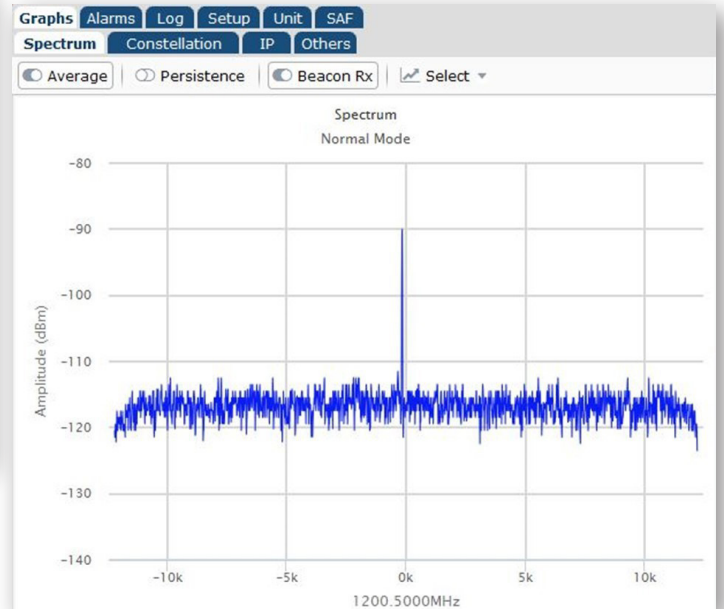 Graphs Alarms Log Setup Unit SAF
Spectrum Constellation IP Others
Average Persistence Beacon Rx Select
Spectrum
Normal Mode
-80
-90
-100
-110
-120
-130
-140
Amplitude (dBm)
-10k -5k 0k 5k 10k
1200.5000MHz